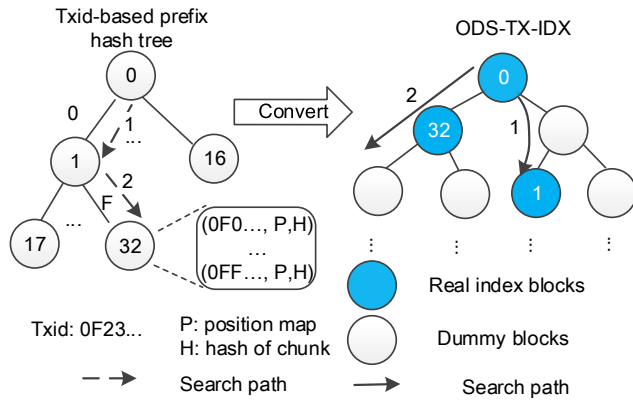 Txid-based prefix
hash tree
ODS-TX-IDX
0
0
1
...
16
1
2
F
17
...
32
(0F0..., P,H)
...
(0FF..., P,H)
Convert
0
2
32
1
1
...
...
...
...
Real index blocks
Txid: 0F23...
P: position map
H: hash of chunk
Dummy blocks
Search path
Search path